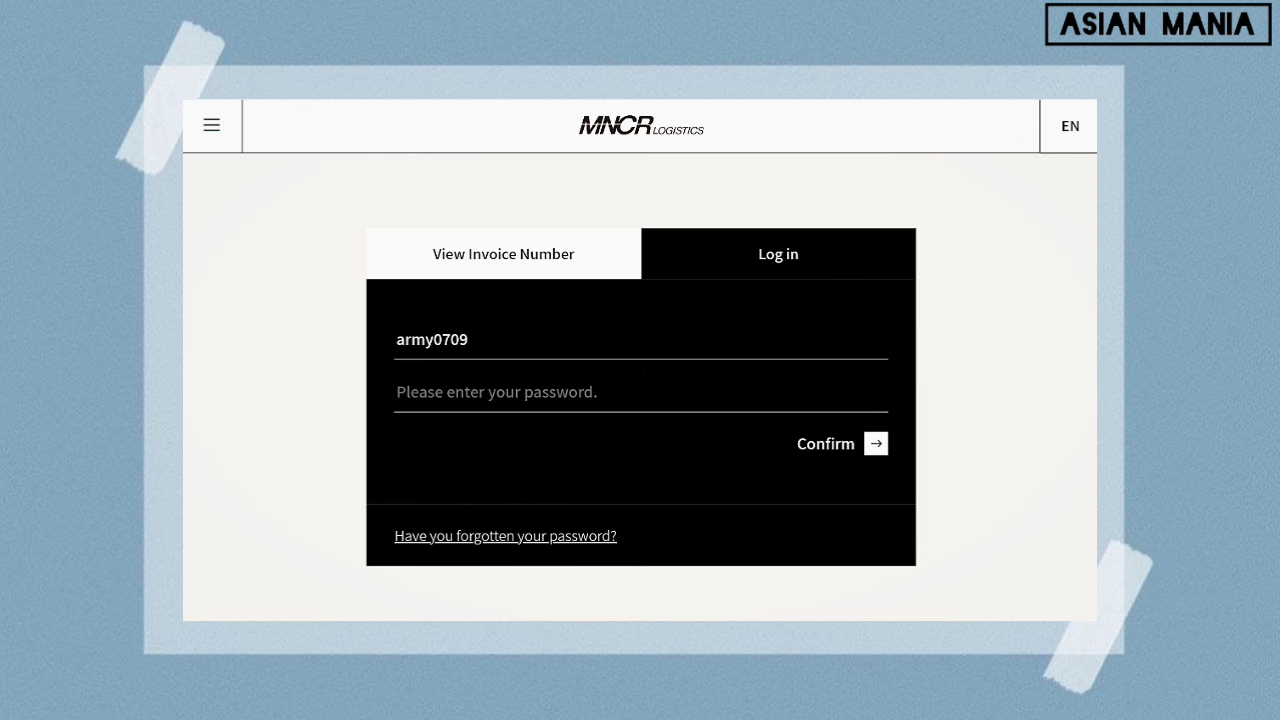 ASIAN MANIA
MNCR LOGISTICS
EN
View Invoice Number
Log in
army0709
Please enter your password.
Confirm →
Have you forgotten your password?